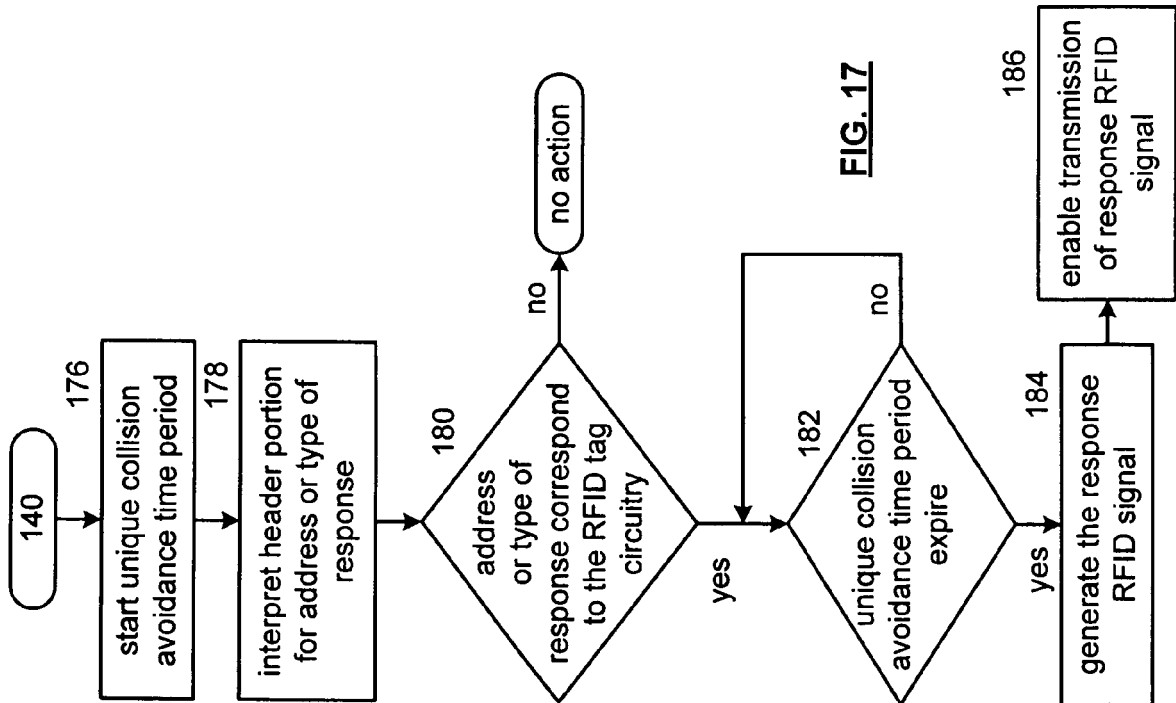 140
176
start unique collision
avoidance time period
178
interpret header portion
for address or type of
response
180
address
or type of
response correspond
to the RFID tag
circuitry
no
no action
yes
182
unique collision
avoidance time period
expire
no
yes
184
generate the response
RFID signal
186
enable transmission
of response RFID
signal
FIG. 17